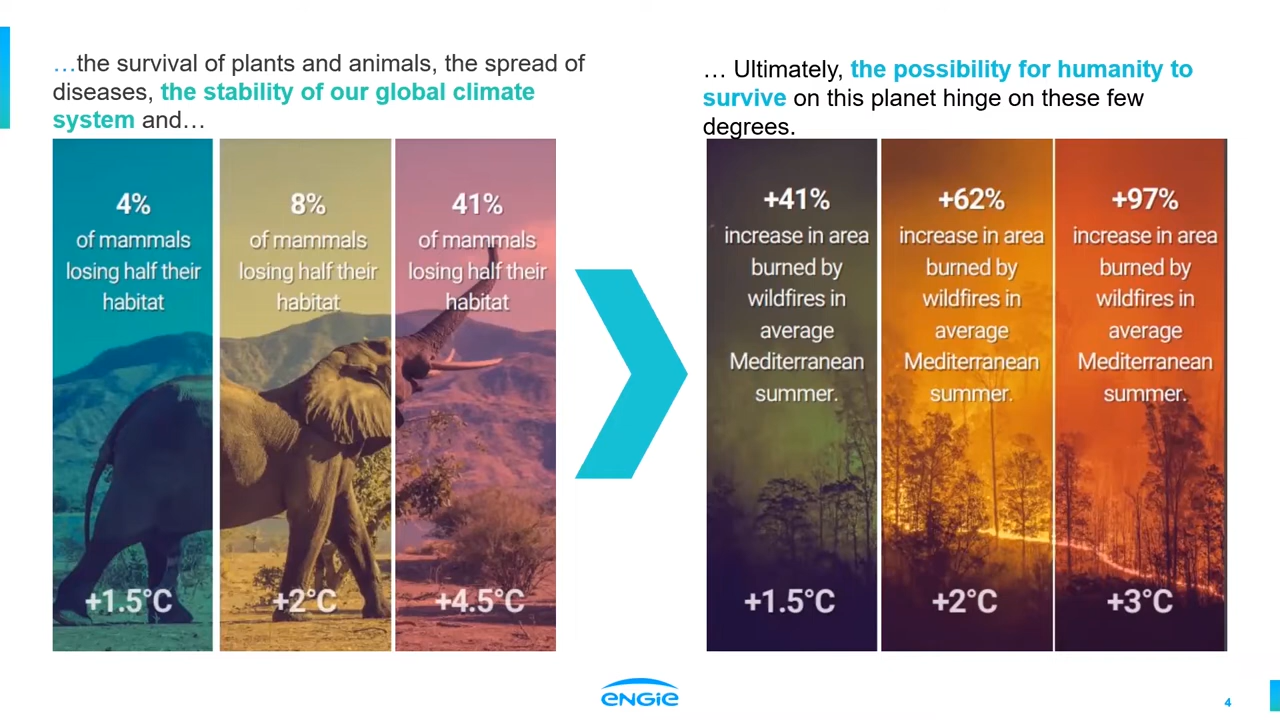 …the survival of plants and animals, the spread of
diseases, the stability of our global climate
system and…
4%
of mammals
losing half their
habitat
+1.5°C
8%
of mammals
losing half their
habitat
+2°C
41%
of mammals
losing half their
habitat
+4.5°C
… Ultimately, the possibility for humanity to
survive on this planet hinge on these few
degrees.
+41%
increase in area
burned by
wildfires in
average
Mediterranean
summer.
+1.5°C
+62%
increase in area
burned by
wildfires in
average
Mediterranean
summer.
+2°C
+97%
increase in area
burned by
wildfires in
average
Mediterranean
summer.
+3°C
ENGIE
4